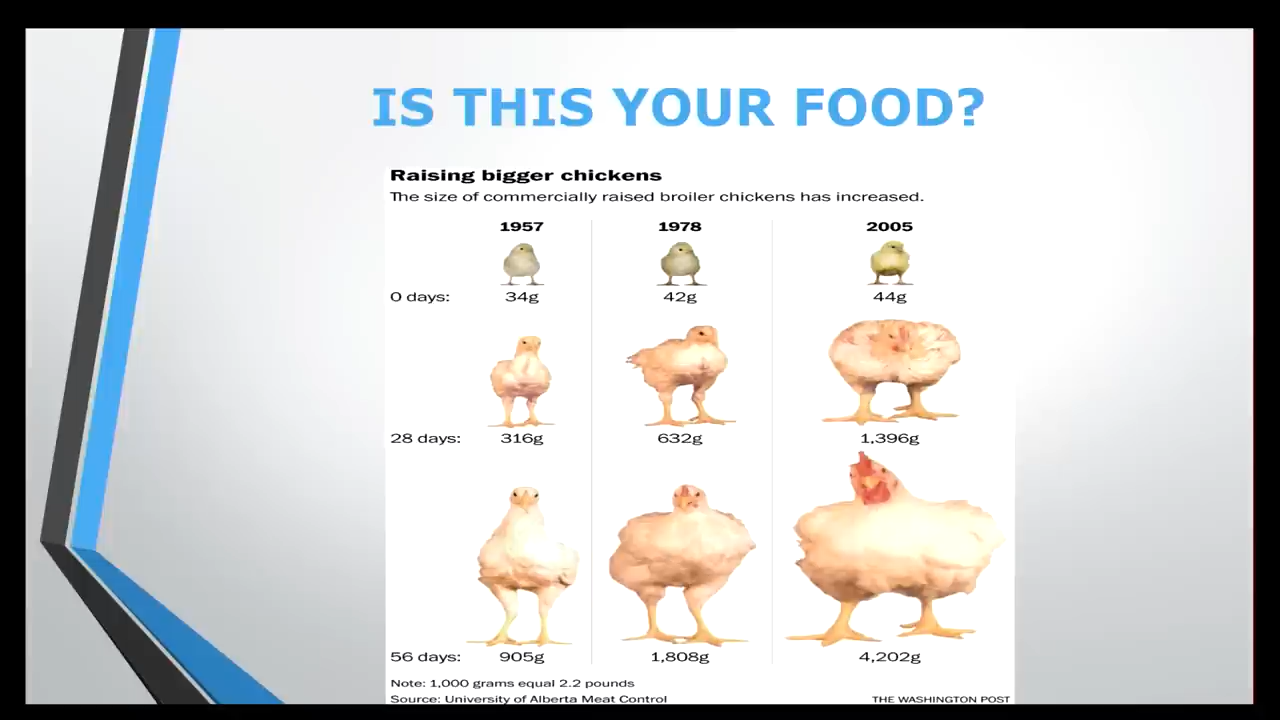 IS THIS YOUR FOOD?
Raising bigger chickens
The size of commercially raised broiler chickens has increased.
1957 1978 2005
0 days: 34g 42g 44g
28 days: 316g 632g 1,396g
56 days: 905g 1,808g 4,202g
Note: 1,000 grams equal 2.2 pounds
Source: University of Alberta Meat Control THE WASHINGTON POST